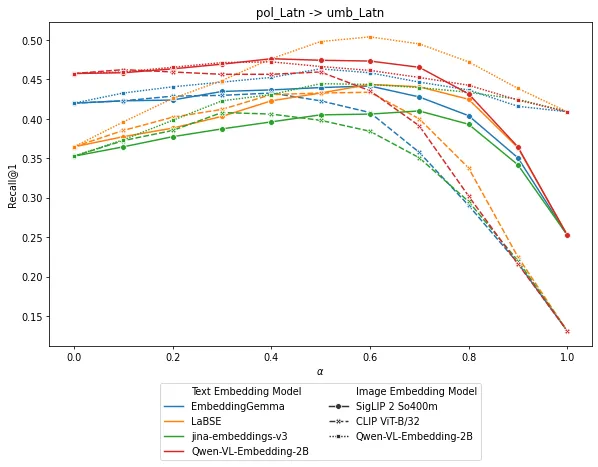 pol_Latn -> umb_Latn
Recall@1
0.50
0.45
0.40
0.35
0.30
0.25
0.20
0.15
0.0 0.2 0.4 0.6 0.8 1.0
α
Text Embedding Model
EmbeddingGemma
LaBSE
jina-embeddings-v3
Qwen-VL-Embedding-2B
Image Embedding Model
SigLIP 2 So400m
CLIP ViT-B/32
Qwen-VL-Embedding-2B